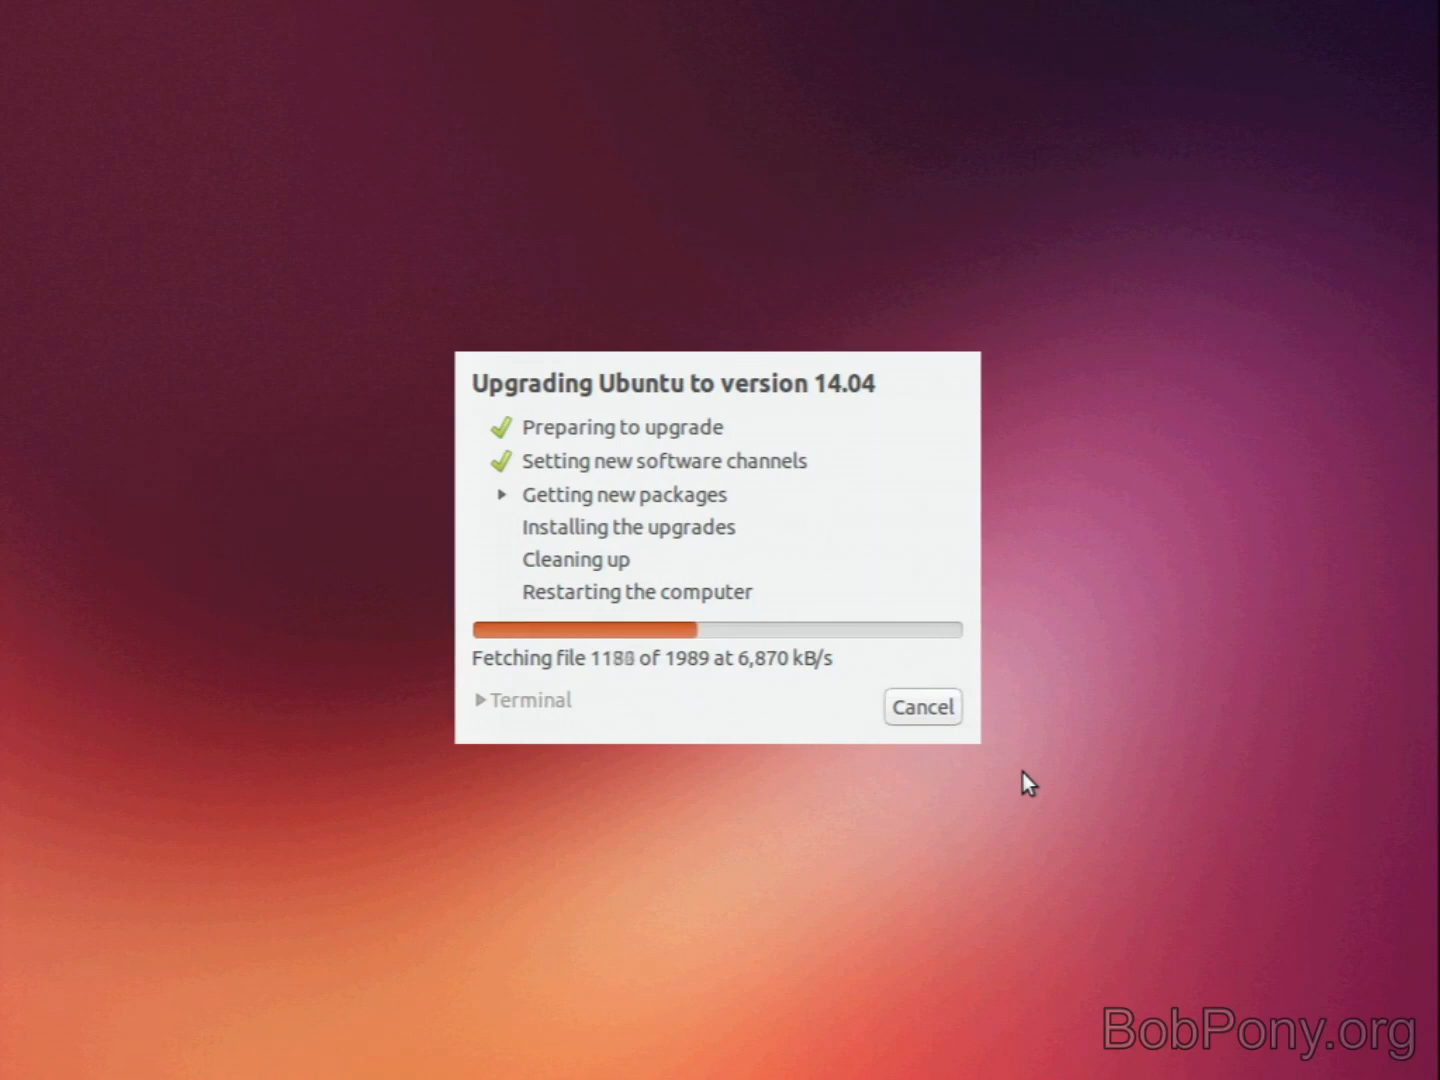 Upgrading Ubuntu to version 14.04
Preparing to upgrade
Setting new software channels
Getting new packages
Installing the upgrades
Cleaning up
Restarting the computer
Fetching file of 1989 at 6,870 kB/s
Terminal
Cancel
BobPony.org